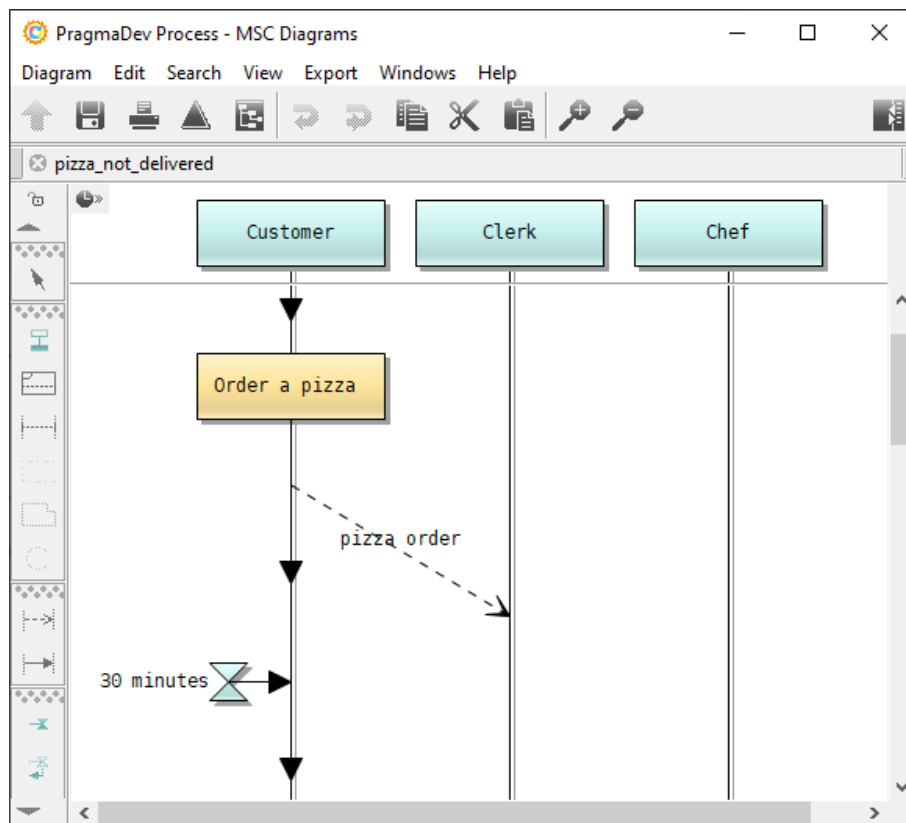 PragmaDev Process - MSC Diagrams
Diagram Edit Search View Export Windows Help
pizza_not_delivered
Customer Clerk Chef
Order a pizza
pizza order
30 minutes